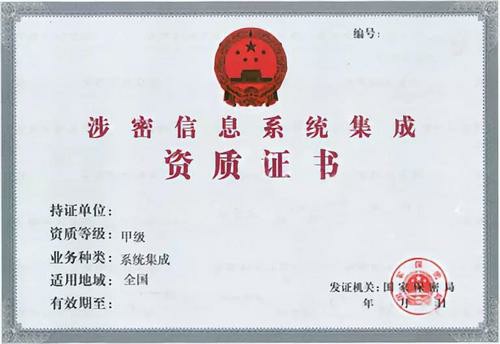 编号:
涉密信息系统集成
资质证书
持证单位:
资质等级: 甲级
业务种类: 系统集成
适用地域: 全国
有效期至:
发证机关: 国家保密局
年 月 日